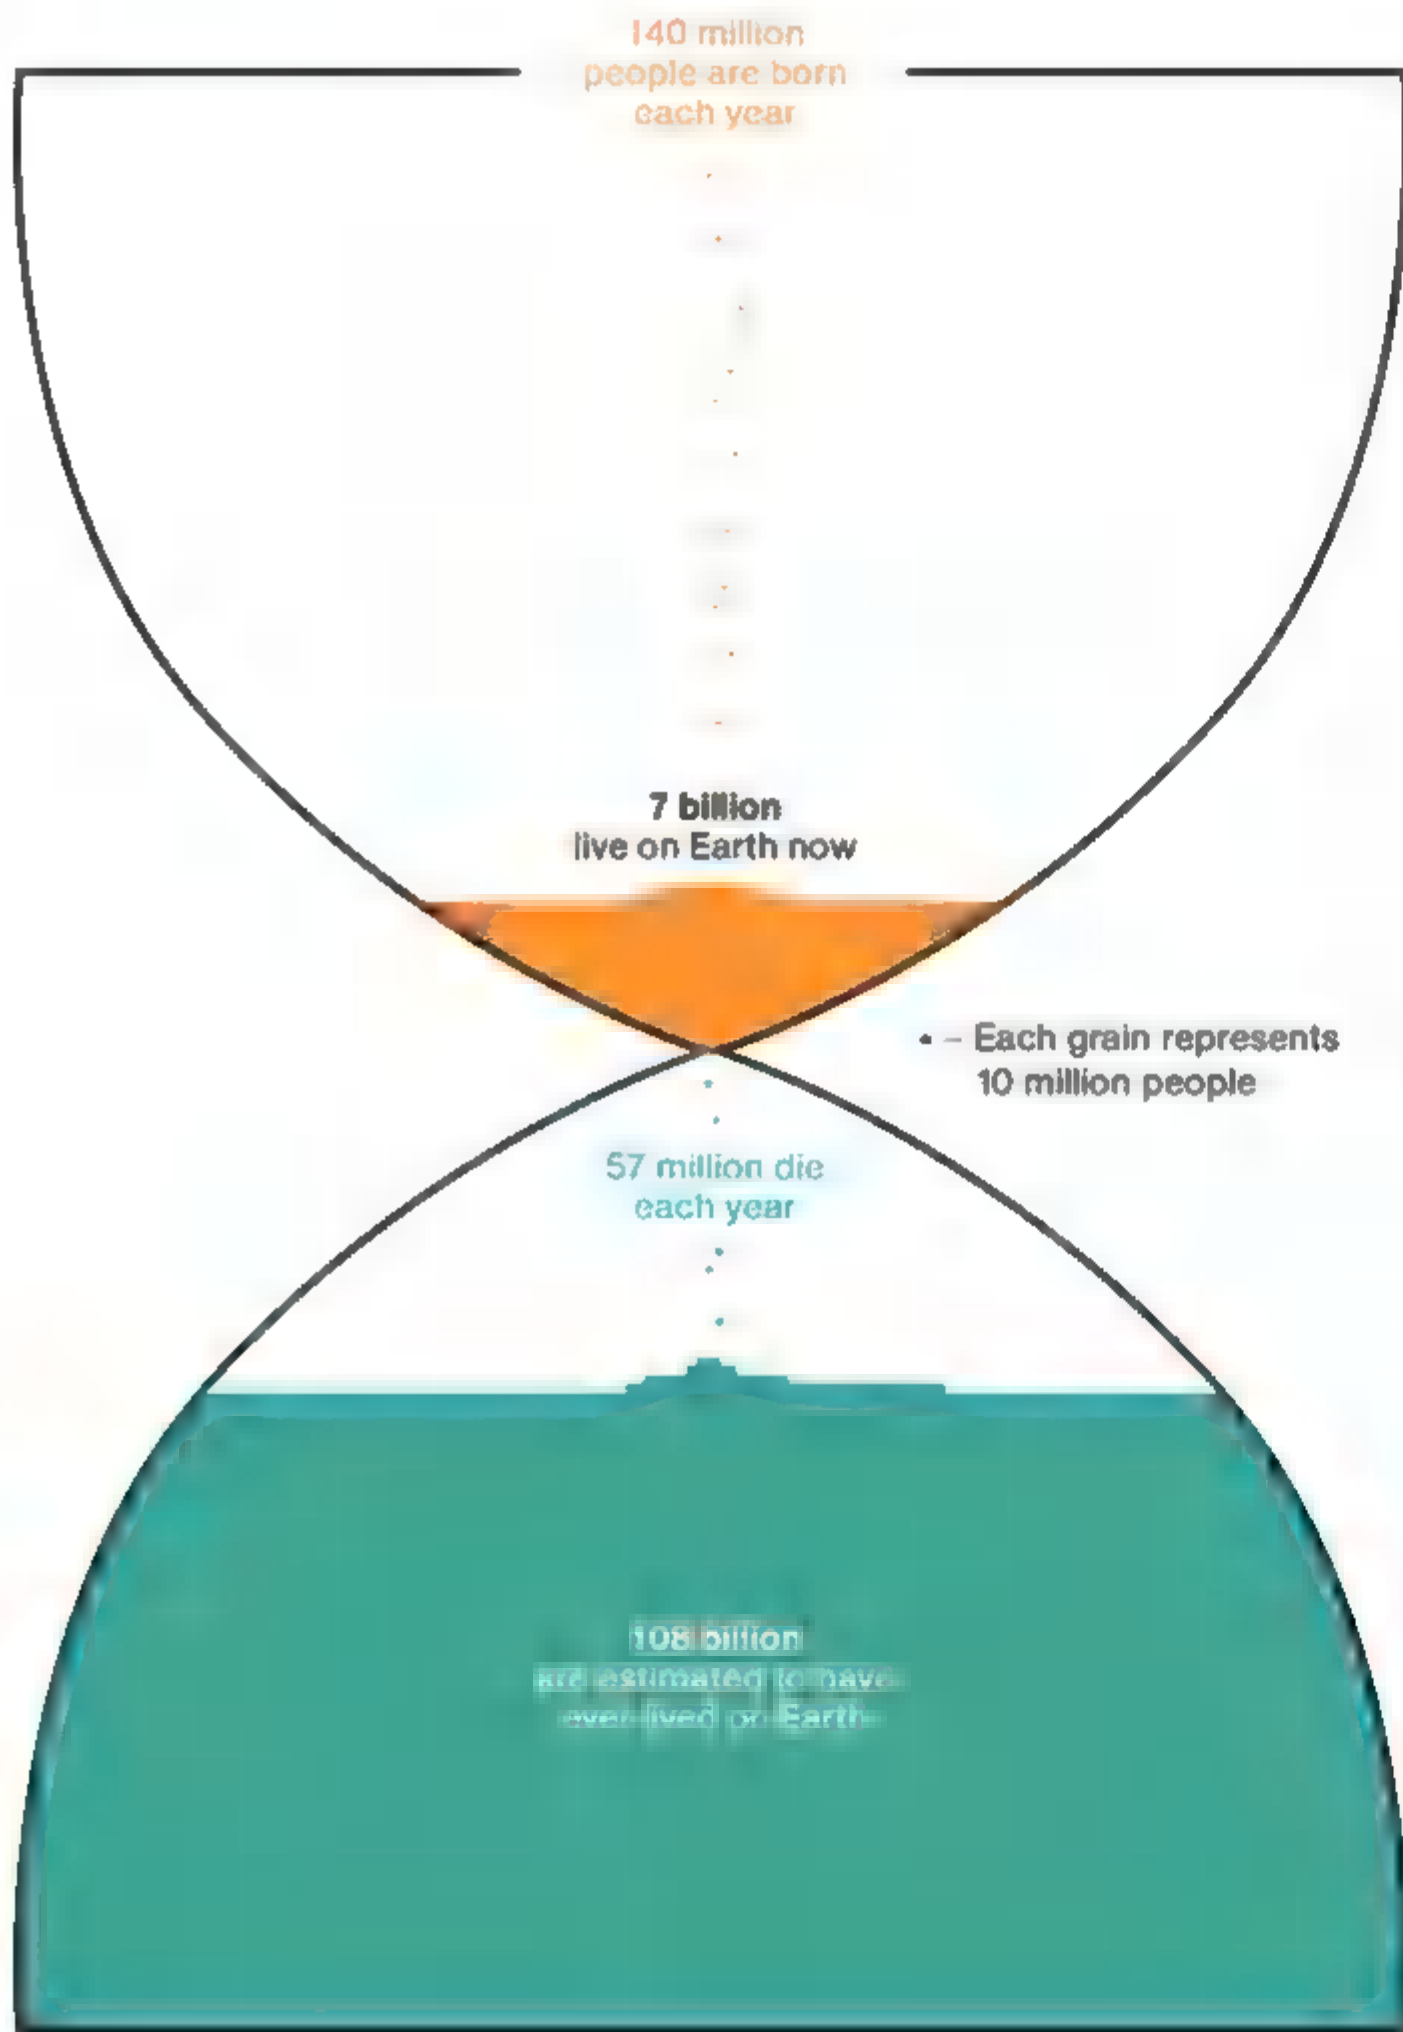 140 million
people are born
each year
7 billion
live on Earth now
• – Each grain represents
10 million people
57 million die
each year
108 billion
are estimated to have
ever lived on Earth